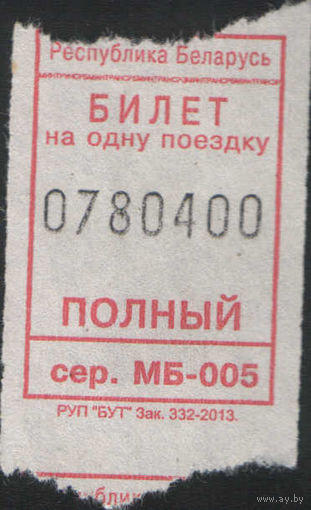 Республика Беларусь
БИЛЕТ
на одну поездку
0780400
ПОЛНЫЙ
сер. МБ-005
РУП "БУТ" Зак. 332-2013.
www.ay.by